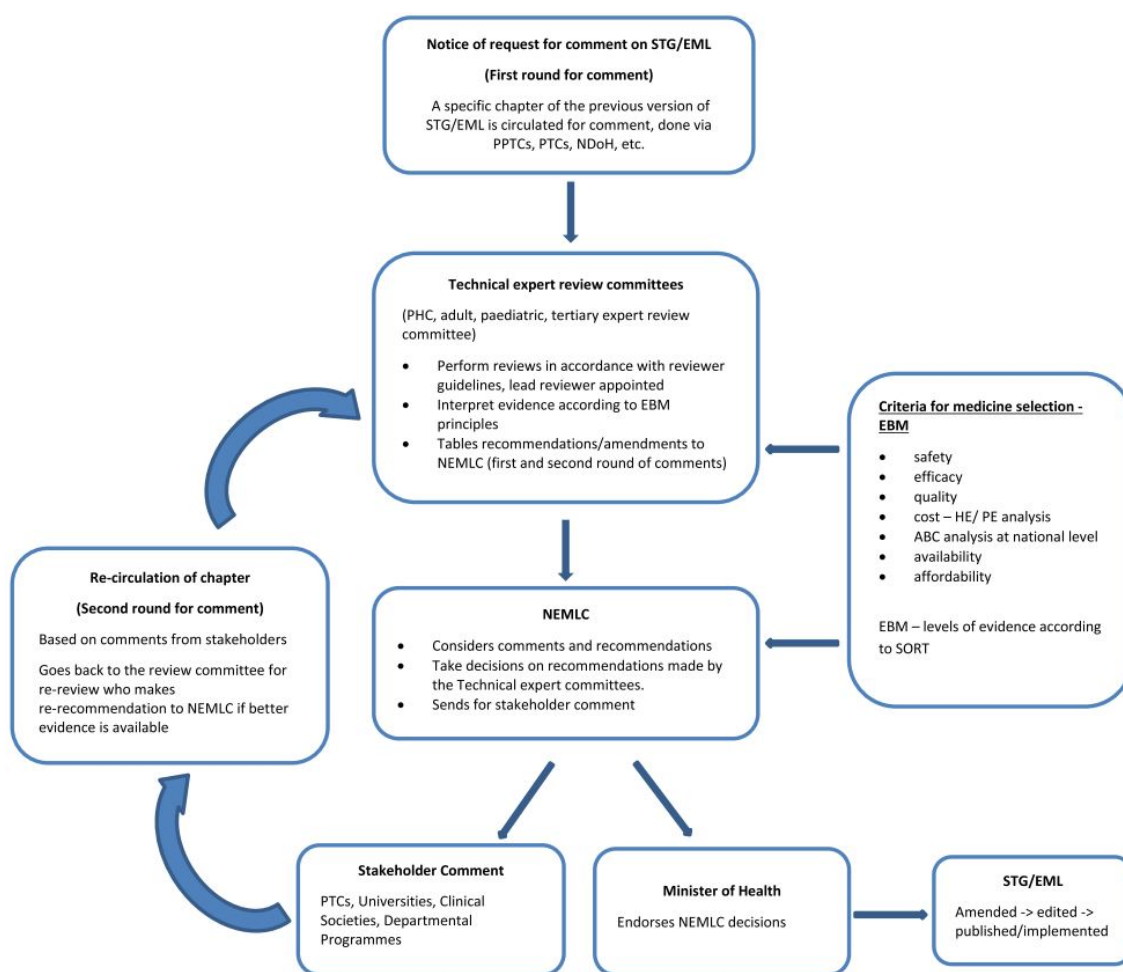 Notice of request for comment on STG/EML
(First round for comment)
A specific chapter of the previous version of
STG/EML is circulated for comment, done via
PPTCs, PTCs, NDoH, etc.
Technical expert review committees
(PHC, adult, paediatric, tertiary expert review
committee)
• Perform reviews in accordance with reviewer
guidelines, lead reviewer appointed
• Interpret evidence according to EBM
principles
• Tables recommendations/amendments to
NEMLC (first and second round of comments)
Criteria for medicine selection -
EBM
• safety
• efficacy
• quality
• cost – HE/ PE analysis
• ABC analysis at national level
• availability
• affordability
EBM – levels of evidence according
to SORT
Re-circulation of chapter
(Second round for comment)
Based on comments from stakeholders
Goes back to the review committee for
re-review who makes
re-recommendation to NEMLC if better
evidence is available
NEMLC
• Considers comments and recommendations
• Take decisions on recommendations made by
the Technical expert committees.
• Sends for stakeholder comment
Stakeholder Comment
PTCs, Universities, Clinical
Societies, Departmental
Programmes
Minister of Health
Endorses NEMLC decisions
STG/EML
Amended -> edited ->
published/implemented